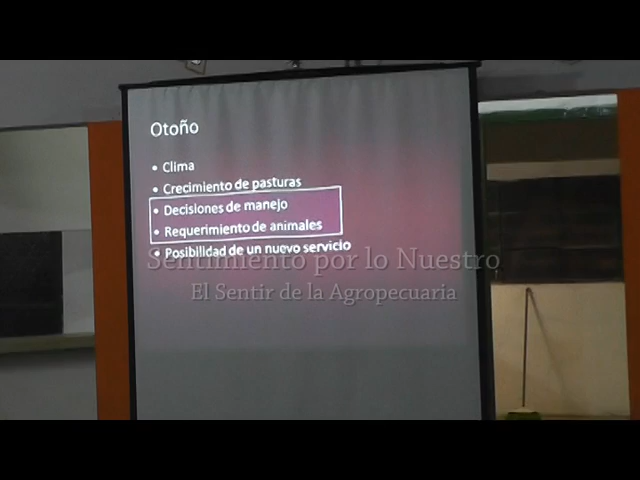 Otoño
• Clima
• Crecimiento de pasturas
• Decisiones de manejo
• Requerimiento de animales
• Posibilidad de un nuevo servicio
Sentimiento por lo Nuestro
El Sentir de la Agropecuaria